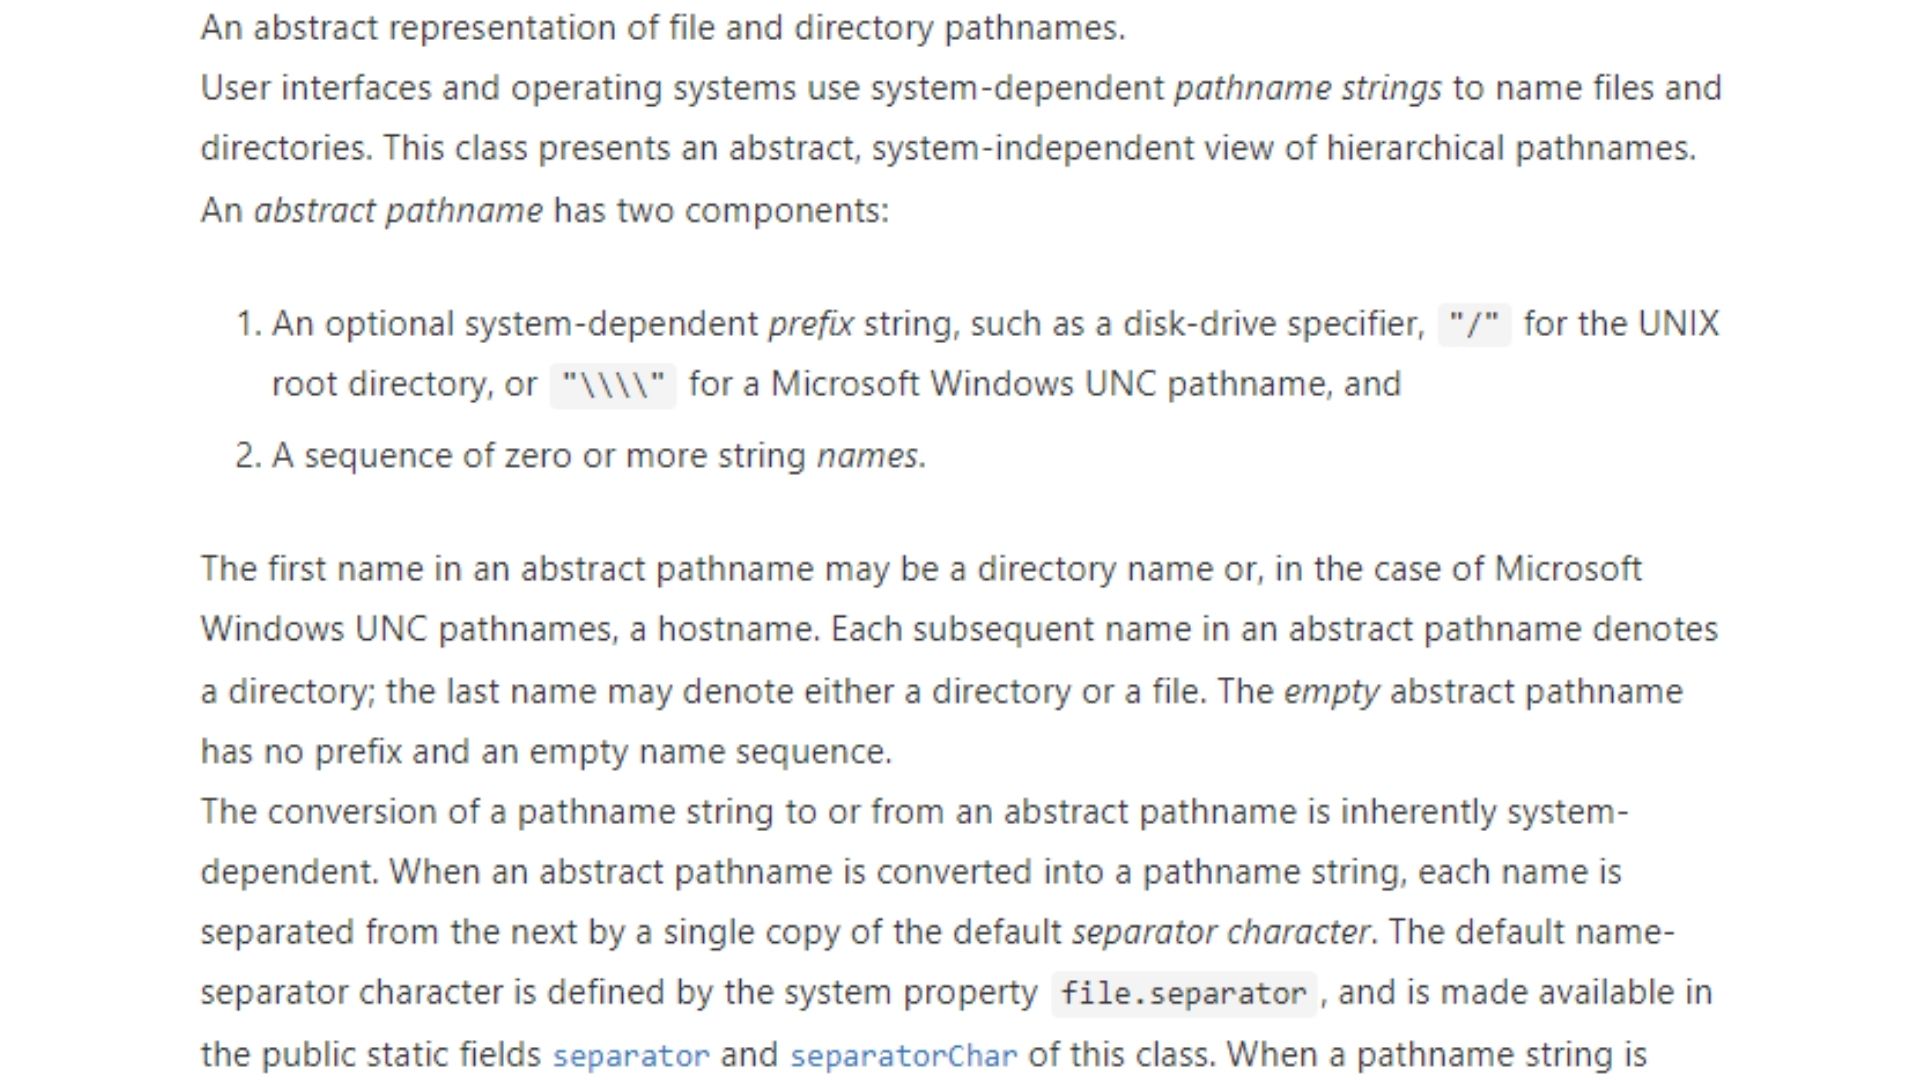 An abstract representation of file and directory pathnames.
User interfaces and operating systems use system-dependent pathname strings to name files and
directories. This class presents an abstract, system-independent view of hierarchical pathnames.
An abstract pathname has two components:
1. An optional system-dependent prefix string, such as a disk-drive specifier, "/" for the UNIX
root directory, or "\\\\" for a Microsoft Windows UNC pathname, and
2. A sequence of zero or more string names.
The first name in an abstract pathname may be a directory name or, in the case of Microsoft
Windows UNC pathnames, a hostname. Each subsequent name in an abstract pathname denotes
a directory; the last name may denote either a directory or a file. The empty abstract pathname
has no prefix and an empty name sequence.
The conversion of a pathname string to or from an abstract pathname is inherently system-
dependent. When an abstract pathname is converted into a pathname string, each name is
separated from the next by a single copy of the default separator character. The default name-
separator character is defined by the system property file.separator, and is made available in
the public static fields separator and separatorChar of this class. When a pathname string is